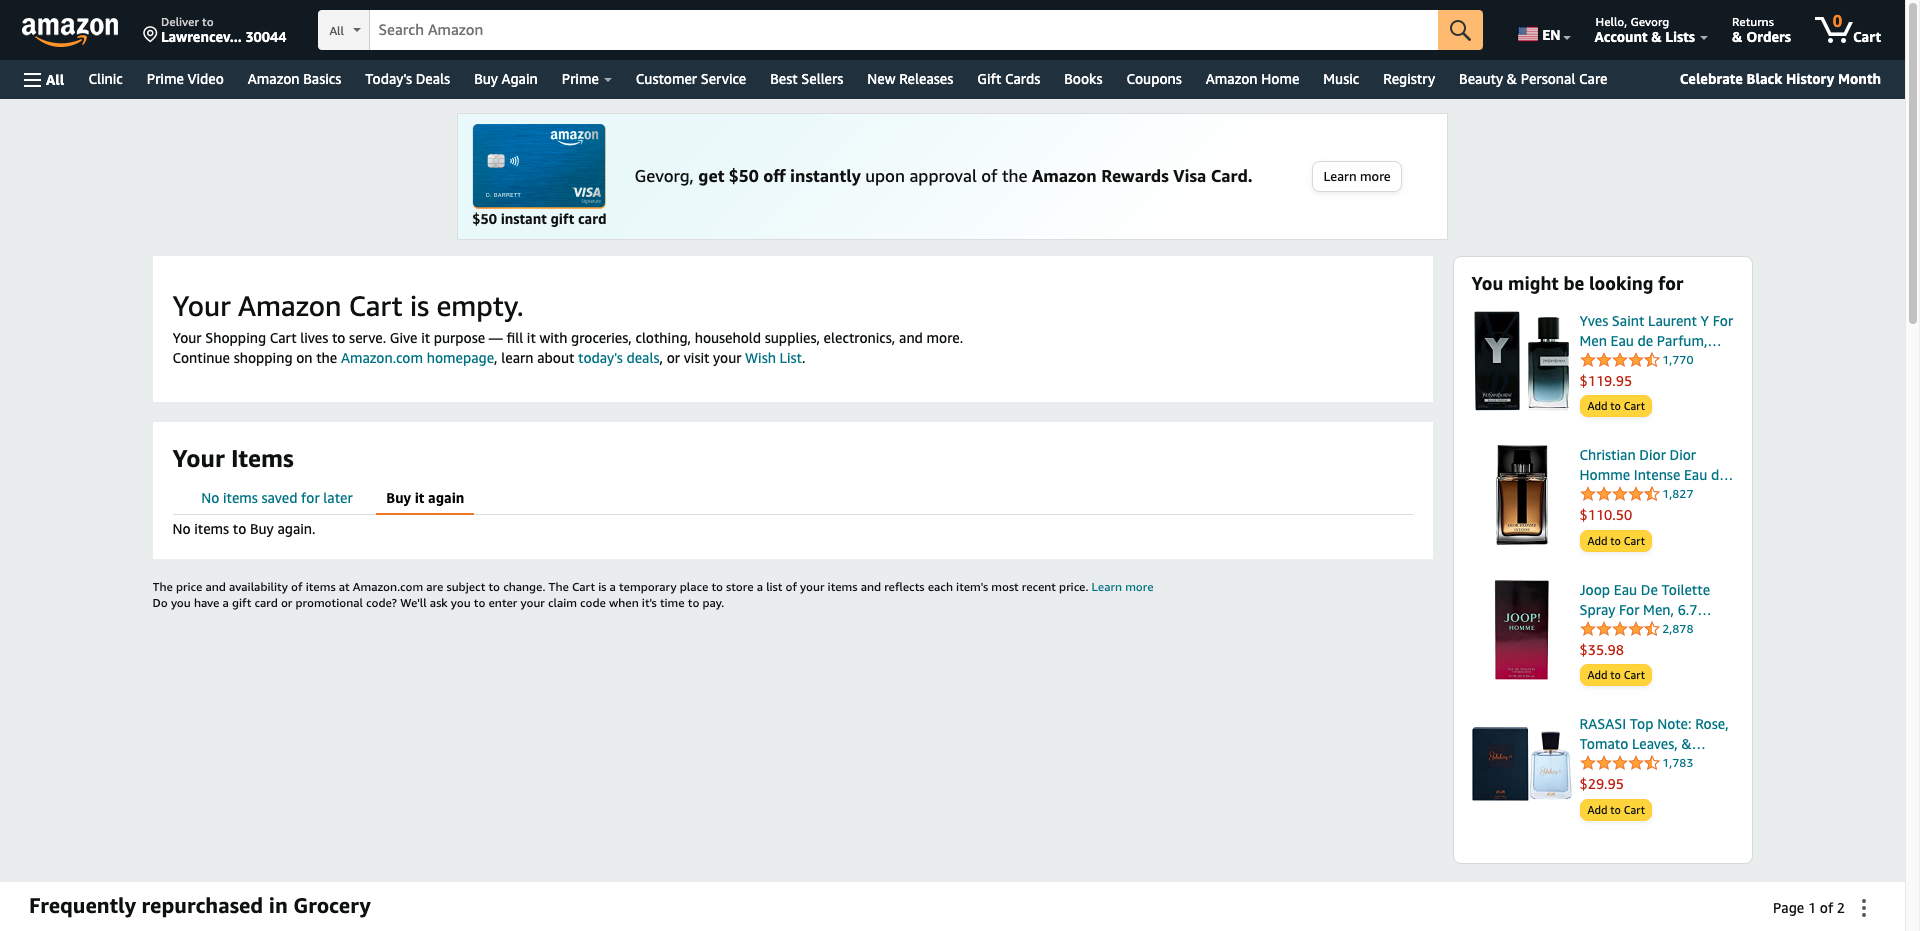 amazon
Deliver to
Lawrencev... 30044
All
Search Amazon
EN
Hello, Gevorg
Account & Lists
Returns
& Orders
0
Cart
All
Clinic
Prime Video
Amazon Basics
Today's Deals
Buy Again
Prime
Customer Service
Best Sellers
New Releases
Gift Cards
Books
Coupons
Amazon Home
Music
Registry
Beauty & Personal Care
Celebrate Black History Month
amazon
D. BARRETT
VISA
Signature
$50 instant gift card
Gevorg, get $50 off instantly upon approval of the Amazon Rewards Visa Card.
Learn more
Your Amazon Cart is empty.
Your Shopping Cart lives to serve. Give it purpose — fill it with groceries, clothing, household supplies, electronics, and more.
Continue shopping on the Amazon.com homepage, learn about today's deals, or visit your Wish List.
Your Items
No items saved for later
Buy it again
No items to Buy again.
The price and availability of items at Amazon.com are subject to change. The Cart is a temporary place to store a list of your items and reflects each item's most recent price. Learn more
Do you have a gift card or promotional code? We'll ask you to enter your claim code when it's time to pay.
You might be looking for
Y
Yves Saint Laurent Y For
Men Eau de Parfum,...
1,770
$119.95
Add to Cart
Christian Dior Dior
Homme Intense Eau d...
1,827
$110.50
Add to Cart
JOOP!
HOMME
Joop Eau De Toilette
Spray For Men, 6.7...
2,878
$35.98
Add to Cart
RASASI Top Note: Rose,
Tomato Leaves, &...
1,783
$29.95
Add to Cart
Frequently repurchased in Grocery
Page 1 of 2